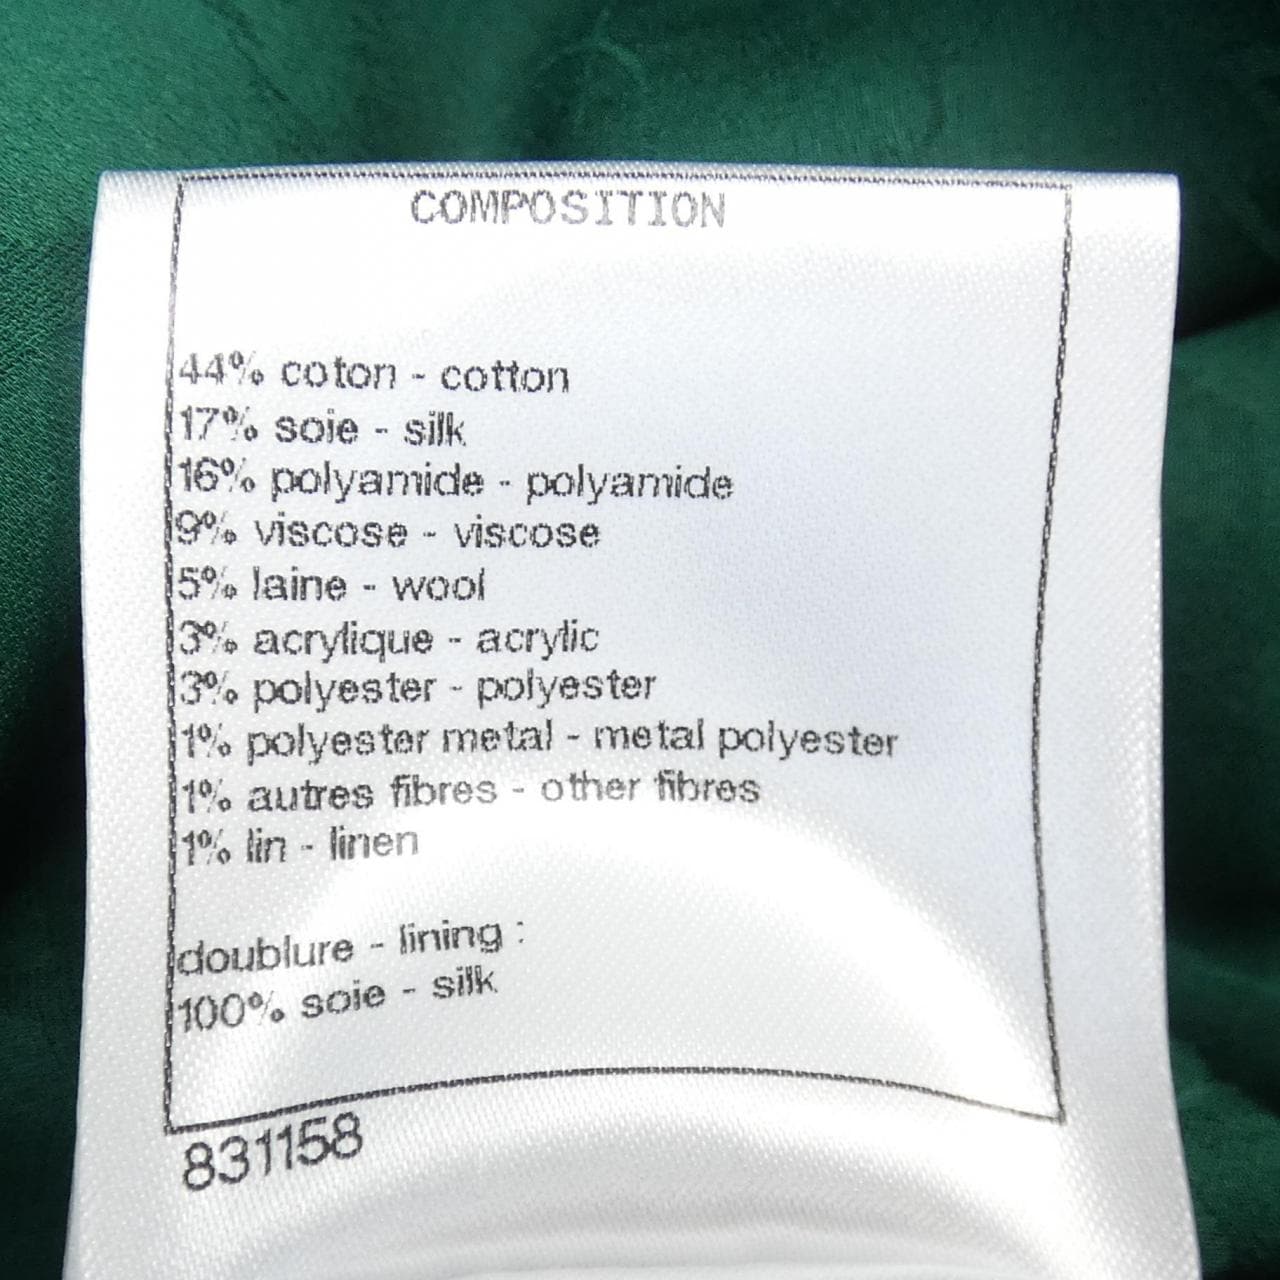 COMPOSITION
44% coton - cotton
17% soie - silk
16% polyamide - polyamide
9% viscose - viscose
5% laine - wool
3% acrylique - acrylic
3% polyester - polyester
1% polyester metal - metal polyester
1% autres fibres - other fibres
1% lin - linen
doublure - lining :
100% soie - silk
831158